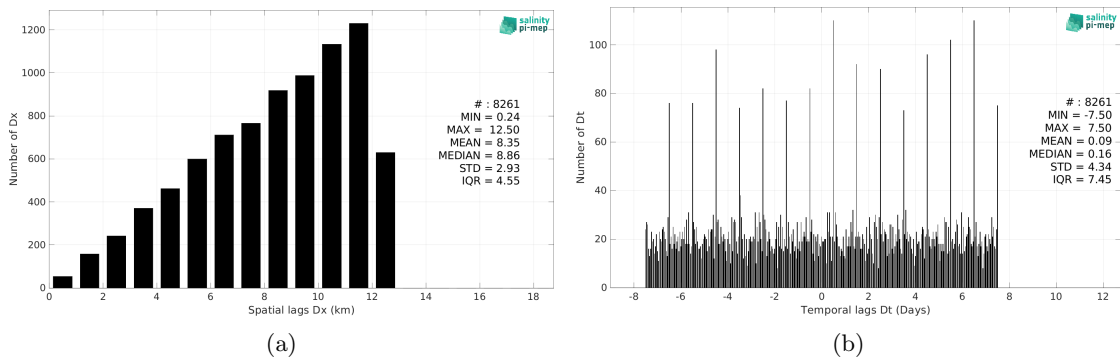 1200
1000
800
600
400
200
0
Number of Dx
0 2 4 6 8 10 12 14 16 18
Spatial lags Dx (km)
salinity
pi-mep
# : 8261
MIN = 0.24
MAX = 12.50
MEAN = 8.35
MEDIAN = 8.86
STD = 2.93
IQR = 4.55
(a)
100
80
60
40
20
0
Number of Dt
-8 -6 -4 -2 0 2 4 6 8 10 12
Temporal lags Dt (Days)
salinity
pi-mep
# : 8261
MIN = -7.50
MAX = 7.50
MEAN = 0.09
MEDIAN = 0.16
STD = 4.34
IQR = 7.45
(b)